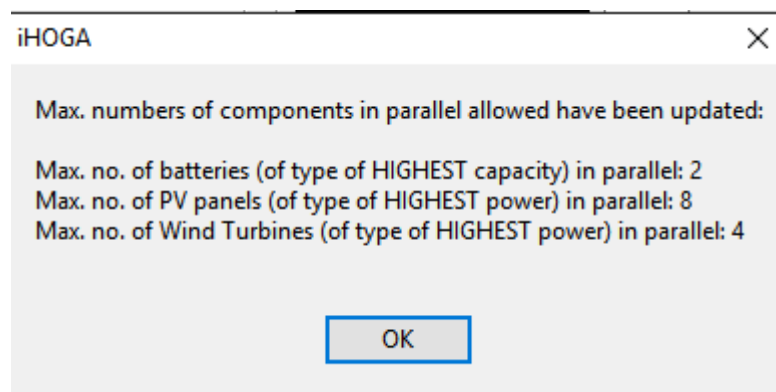 iHOGA
Max. numbers of components in parallel allowed have been updated:
Max. no. of batteries (of type of HIGHEST capacity) in parallel: 2
Max. no. of PV panels (of type of HIGHEST power) in parallel: 8
Max. no. of Wind Turbines (of type of HIGHEST power) in parallel: 4
OK